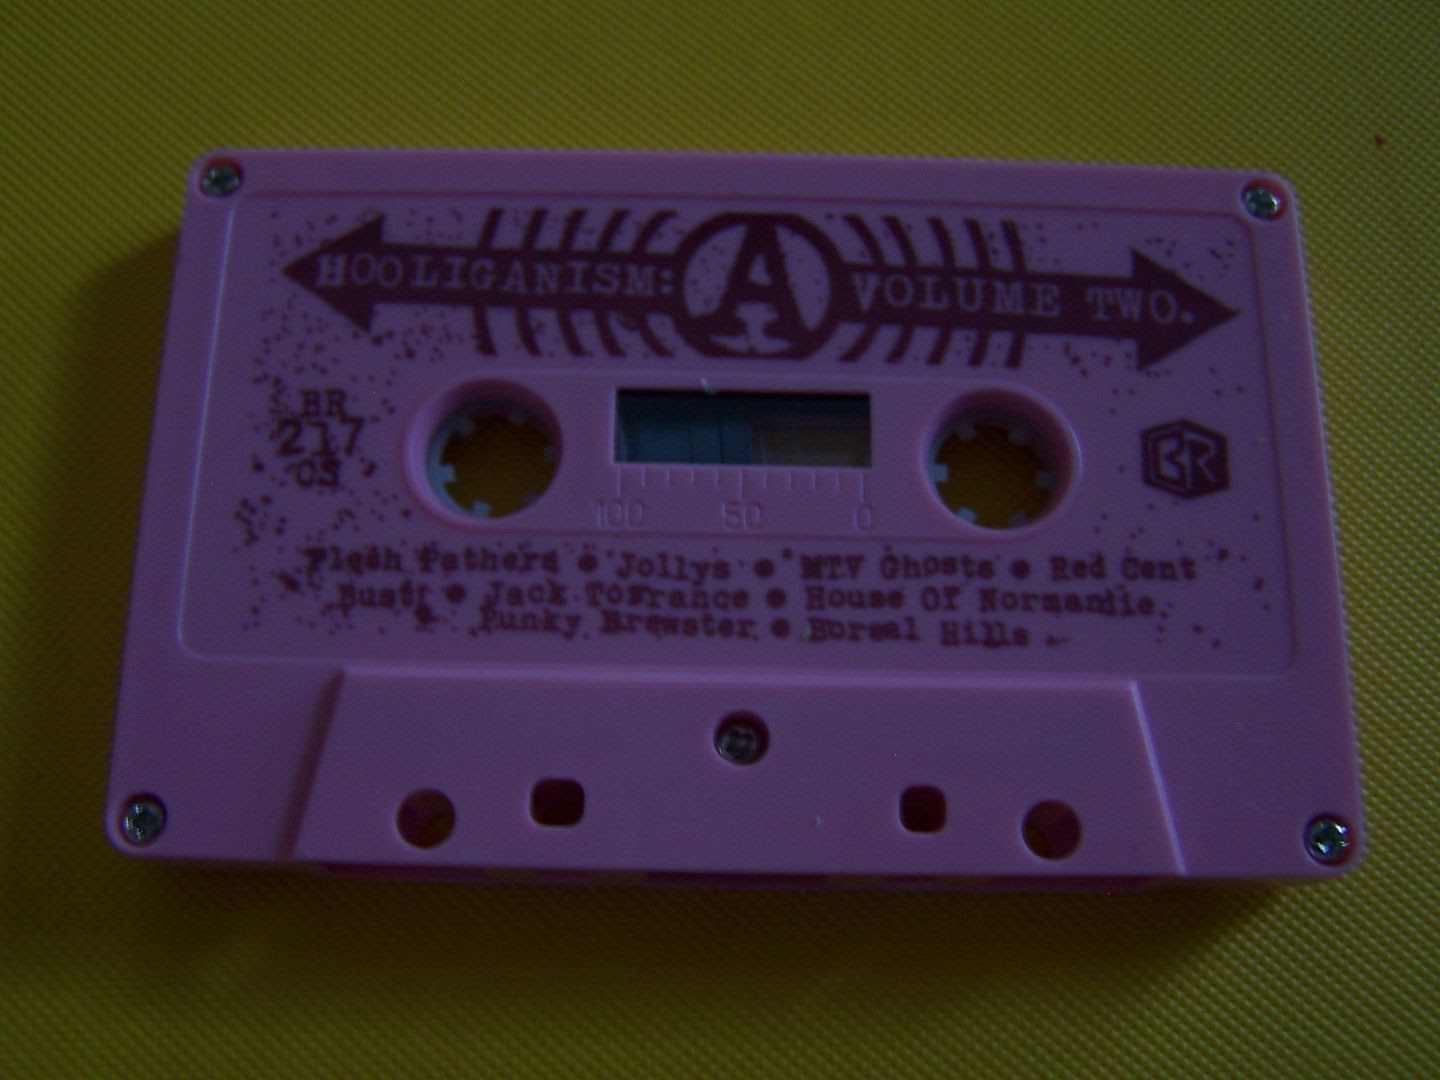 HOOLIGANISM: A VOLUME TWO.
BR
217
CS
BR
100 50 0
Flesh Fathers • Jollys • MTV Ghosts • Red Cent
Bust! • Jack Torrance • House Of Normandie
• Punky Brewster • Boreal Hills